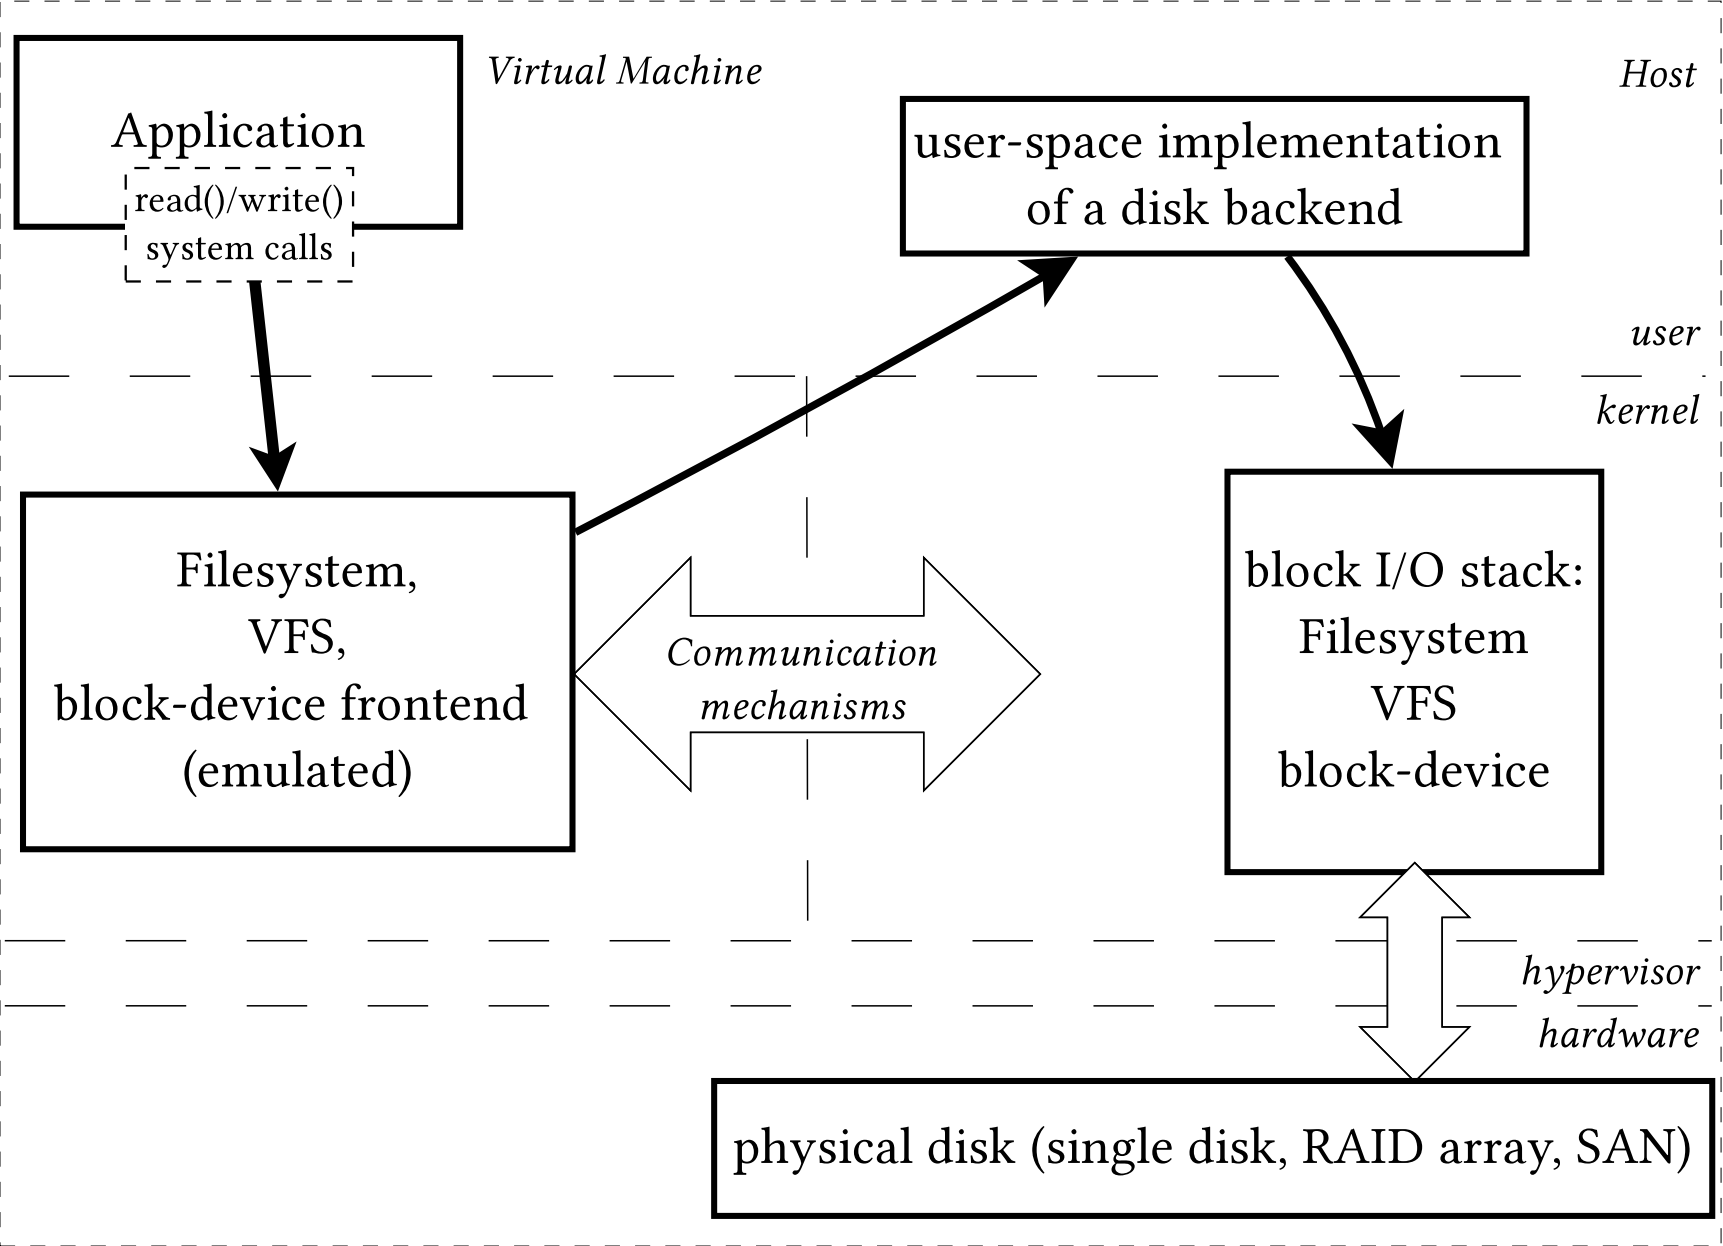 Virtual Machine
Host
Application
read()/write()
system calls
user-space implementation
of a disk backend
user
kernel
Filesystem,
VFS,
block-device frontend
(emulated)
Communication
mechanisms
block I/O stack:
Filesystem
VFS
block-device
hypervisor
hardware
physical disk (single disk, RAID array, SAN)